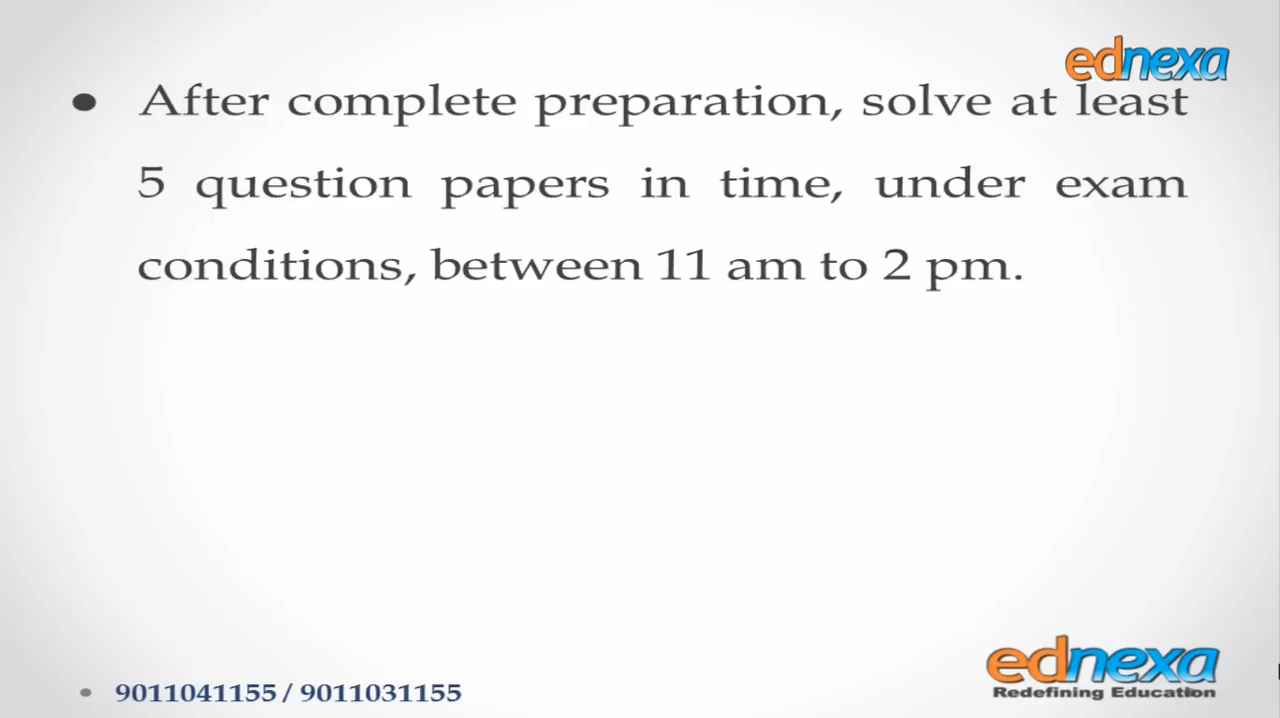 ednexa
● After complete preparation, solve at least
5 question papers in time, under exam
conditions, between 11 am to 2 pm.
ednexa
Redefining Education
• 9011041155 / 9011031155